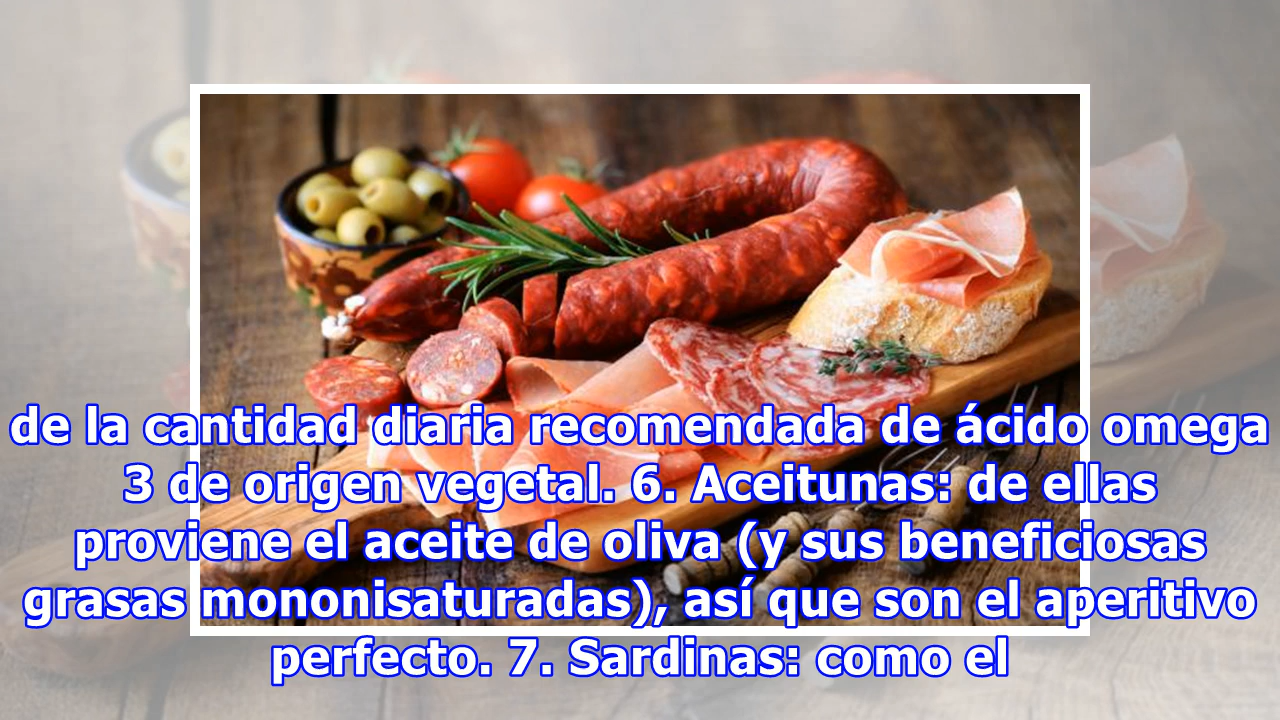 de la cantidad diaria recomendada de ácido omega
3 de origen vegetal. 6. Aceitunas: de ellas
proviene el aceite de oliva (y sus beneficiosas
grasas mononisaturadas), así que son el aperitivo
perfecto. 7. Sardinas: como el